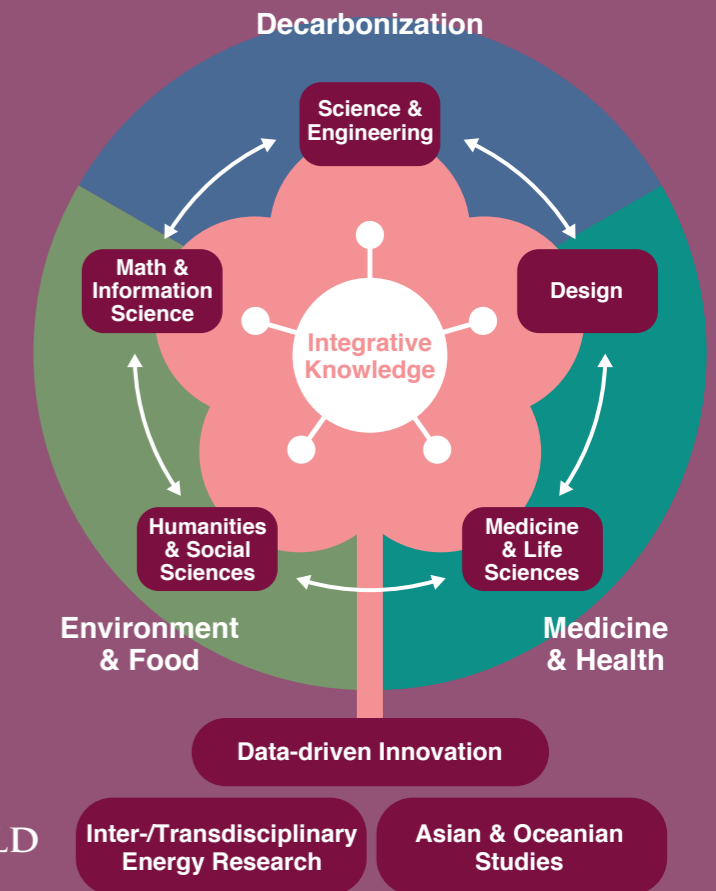 Decarbonization
Science &
Engineering
Math &
Information
Science
Design
Integrative
Knowledge
Humanities
& Social
Sciences
Medicine
& Life
Sciences
Environment
& Food
Medicine
& Health
Data-driven Innovation
Inter-/Transdisciplinary
Energy Research
Asian & Oceanian
Studies